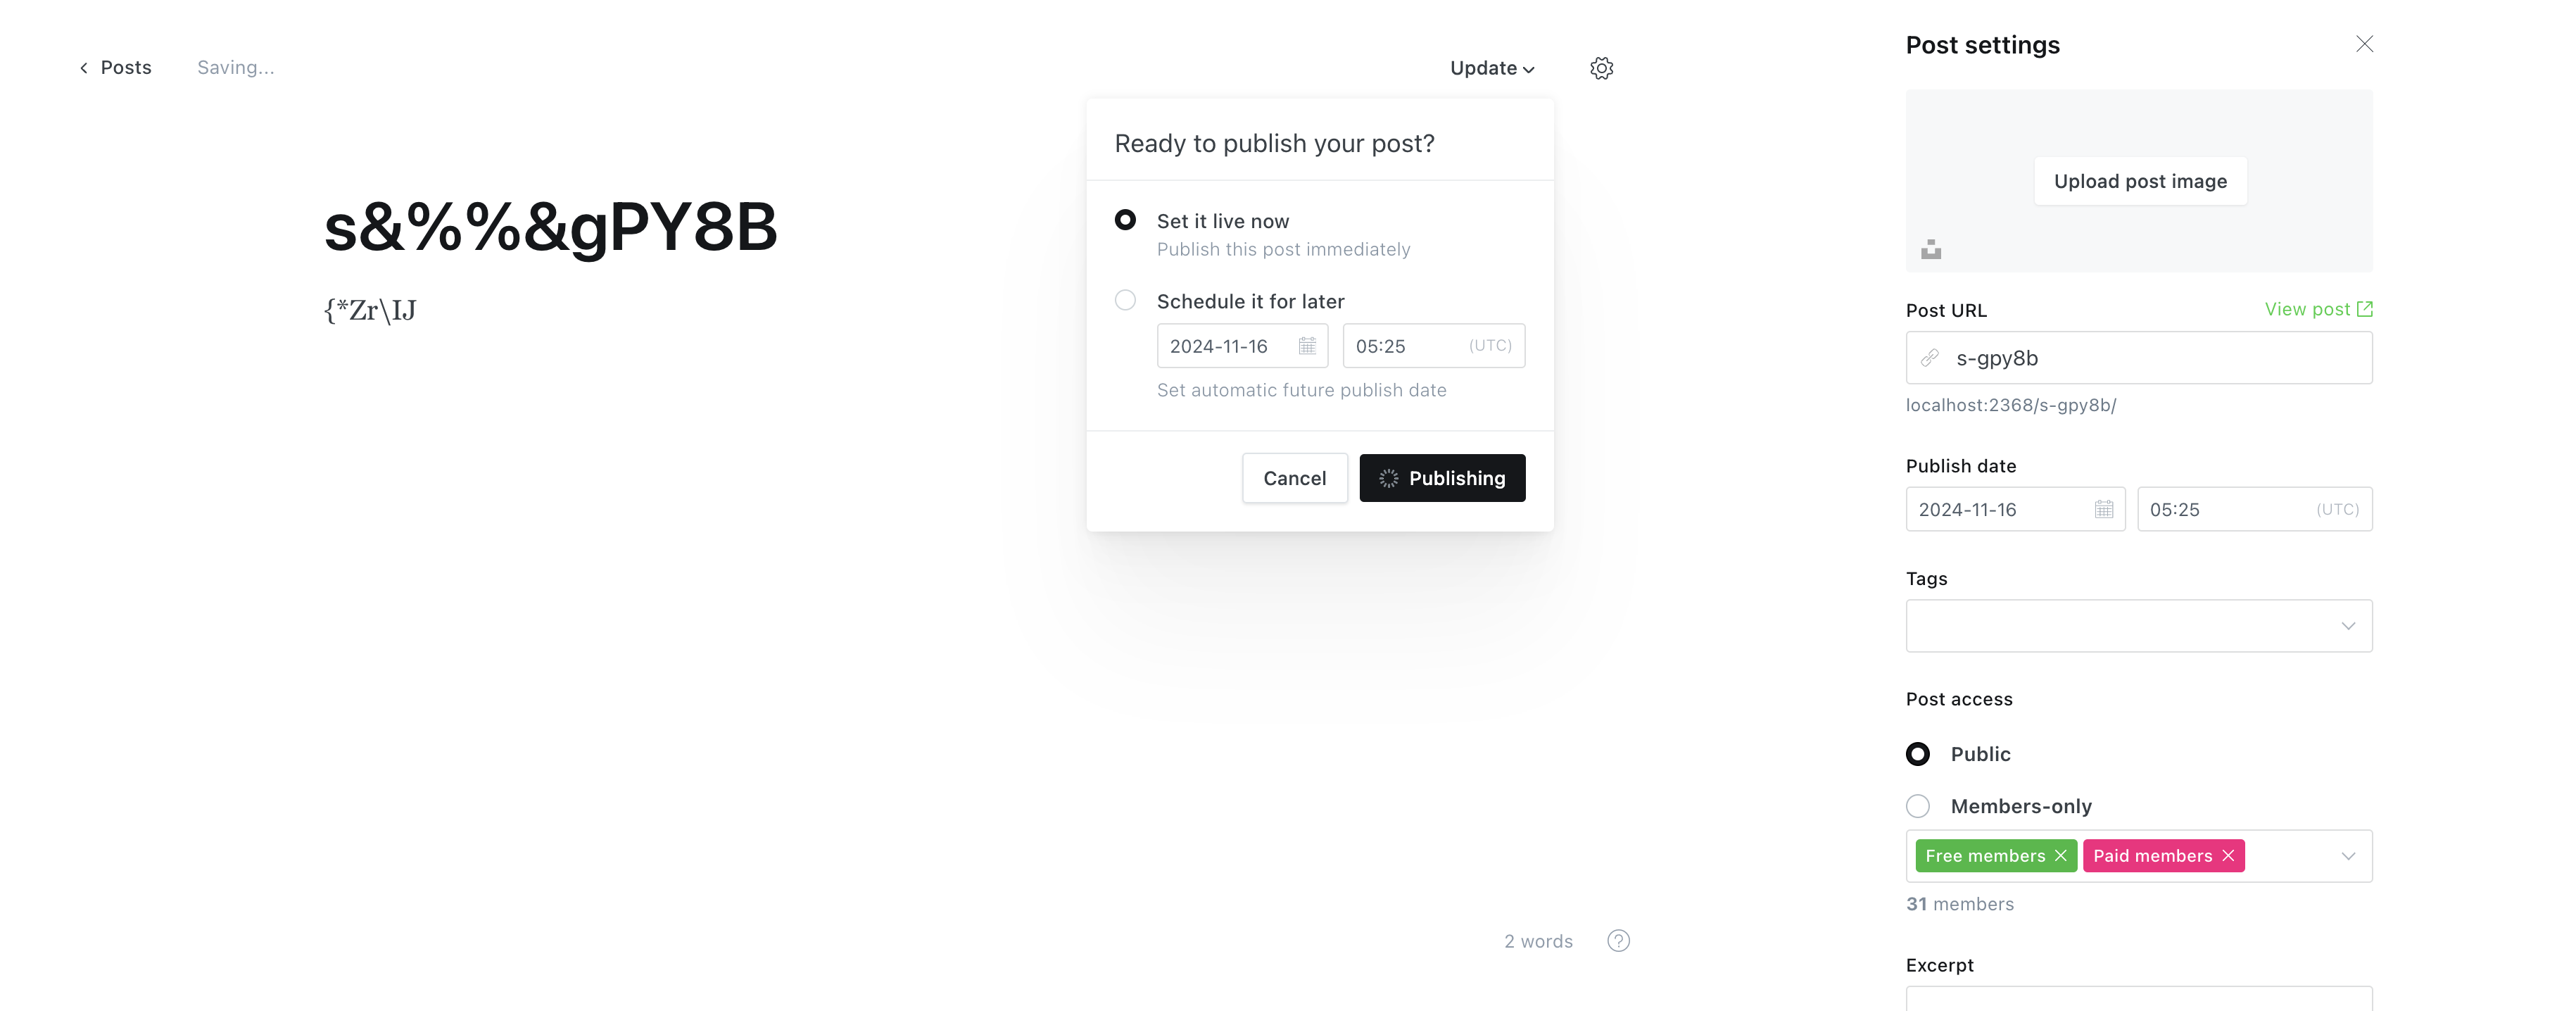 Posts
Saving...
Update
s&%%&gPY8B
{*Zr\IJ
Ready to publish your post?
Set it live now
Publish this post immediately
Schedule it for later
2024-11-16
05:25 (UTC)
Set automatic future publish date
Cancel
Publishing
2 words
?
Post settings
Upload post image
Post URL
View post
s-gpy8b
localhost:2368/s-gpy8b/
Publish date
2024-11-16
05:25 (UTC)
Tags
Post access
Public
Members-only
Free members
Paid members
31 members
Excerpt